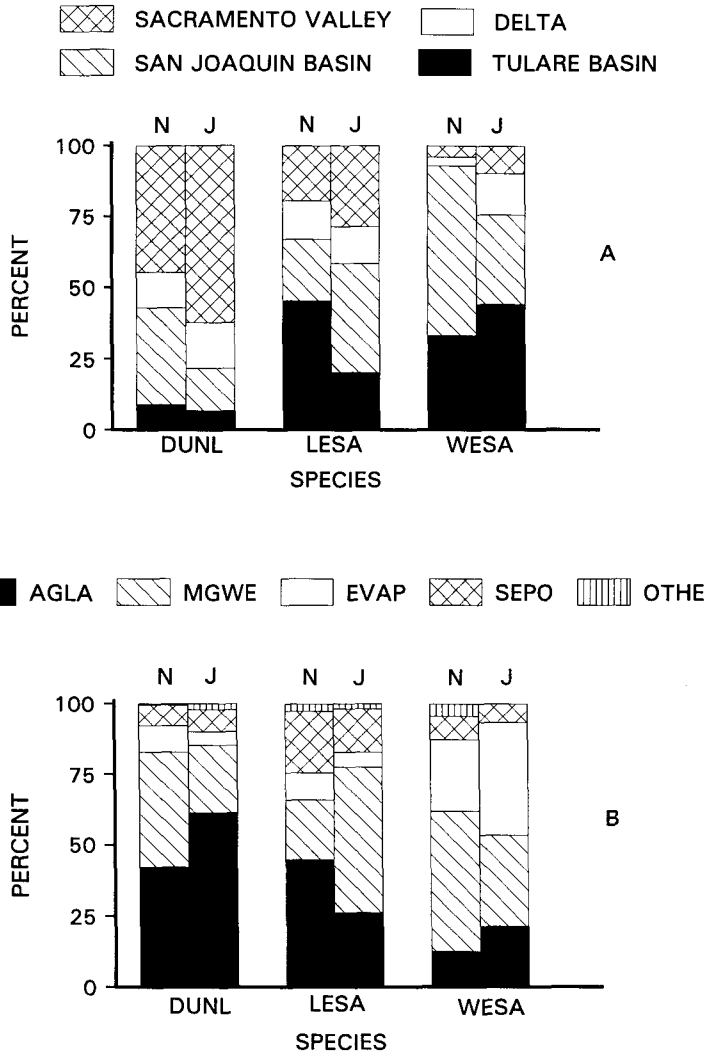 SACRAMENTO VALLEY DELTA
SAN JOAQUIN BASIN TULARE BASIN
N J N J N J
100
75
50
25
0
PERCENT
A
DUNL LESA WESA
SPECIES
AGLA MGWE EVAP SEPO OTHE
N J N J N J
100
75
50
25
0
PERCENT
B
DUNL LESA WESA
SPECIES